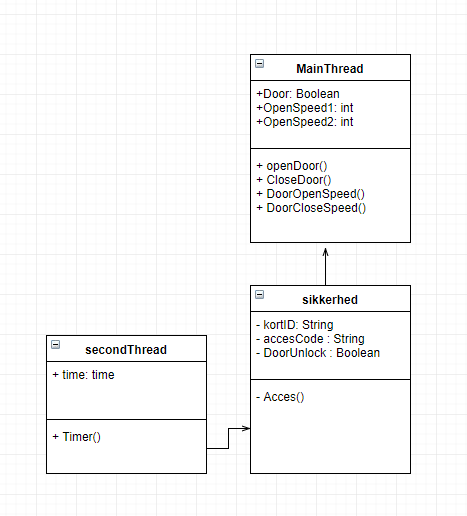 MainThread
+Door: Boolean
+OpenSpeed1: int
+OpenSpeed2: int
+ openDoor()
+ CloseDoor()
+ DoorOpenSpeed()
+ DoorCloseSpeed()
sikkerhed
- kortID: String
- accesCode : String
- DoorUnlock : Boolean
- Acces()
secondThread
+ time: time
+ Timer()